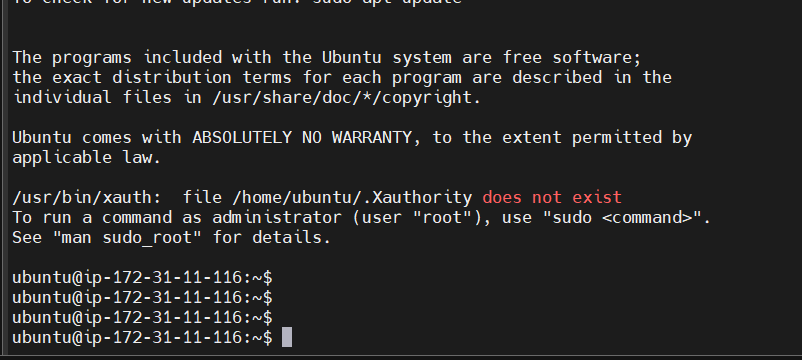 To check for new updates run: sudo apt update
The programs included with the Ubuntu system are free software;
the exact distribution terms for each program are described in the
individual files in /usr/share/doc/*/copyright.
Ubuntu comes with ABSOLUTELY NO WARRANTY, to the extent permitted by
applicable law.
/usr/bin/xauth:  file /home/ubuntu/.Xauthority does not exist
To run a command as administrator (user "root"), use "sudo <command>".
See "man sudo_root" for details.
ubuntu@ip-172-31-11-116:~$
ubuntu@ip-172-31-11-116:~$
ubuntu@ip-172-31-11-116:~$
ubuntu@ip-172-31-11-116:~$